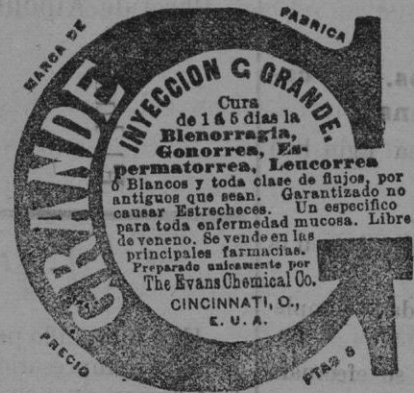 MARCA DE FABRICA
GRANDE
INYECCION G GRANDE.
Cura
de 1 á 5 dias la
Blenorragia,
Gonorrea, Es-
permatorrea, Leucorrea
ó Blancos y toda clase de flujos, por
antiguos que sean. Garantizado no
causar Estrecheces. Un especifico
para toda enfermedad mucosa. Libre
de veneno. Se vende en las
principales farmacias.
Preparado unicamente por
The Evans Chemical Co.
CINCINNATI, O.,
E. U. A.
PRECIO PTAS 5